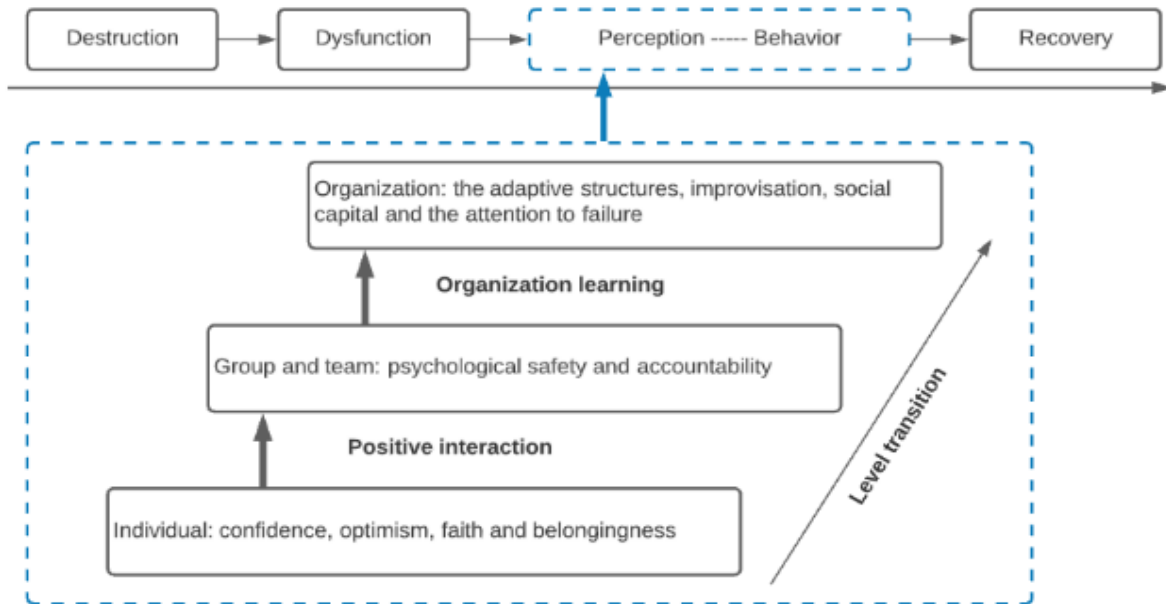 Destruction
Dysfunction
Perception ----- Behavior
Recovery
Organization: the adaptive structures, improvisation, social
capital and the attention to failure
Organization learning
Group and team: psychological safety and accountability
Positive interaction
Level transition
Individual: confidence, optimism, faith and belongingness